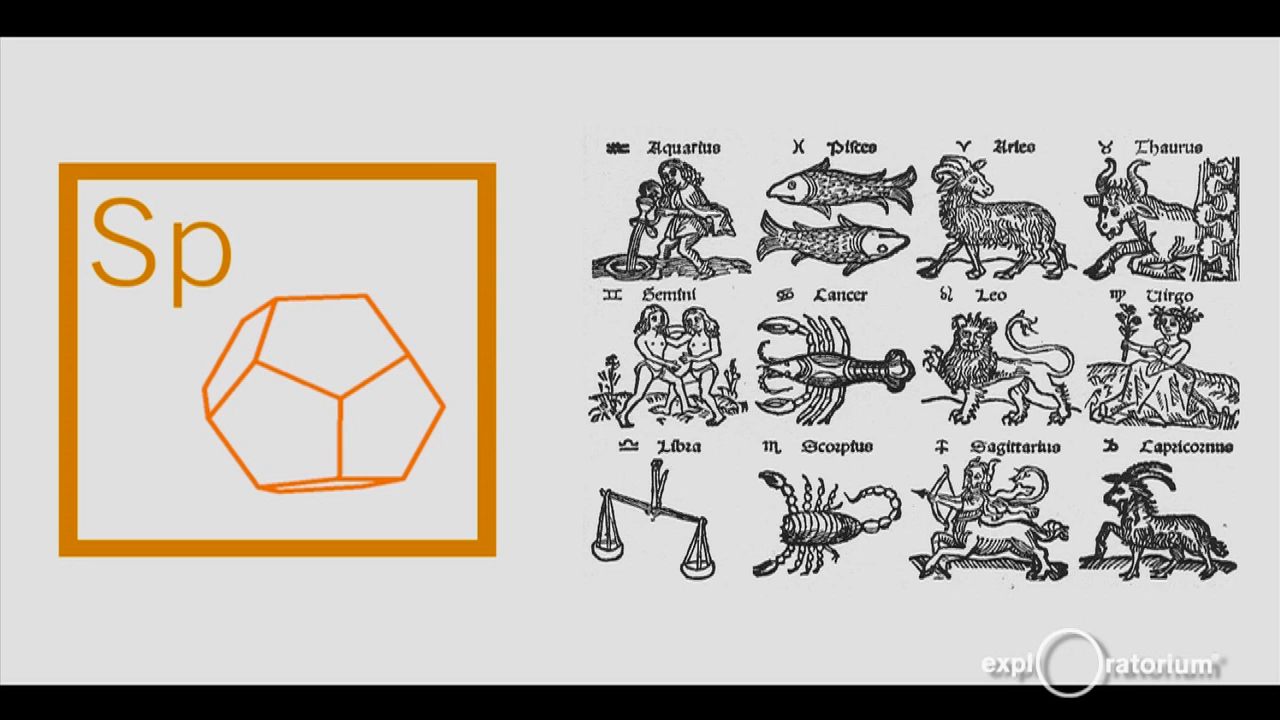 Sp
♒ Aquarius
♓ Pisces
♈ Aries
♉ Thaurus
♊ Gemini
♋ Cancer
♌ Leo
♍ Virgo
♎ Libra
♏ Scorpius
♐ Sagittarius
♑ Capricornus
exploratorium®